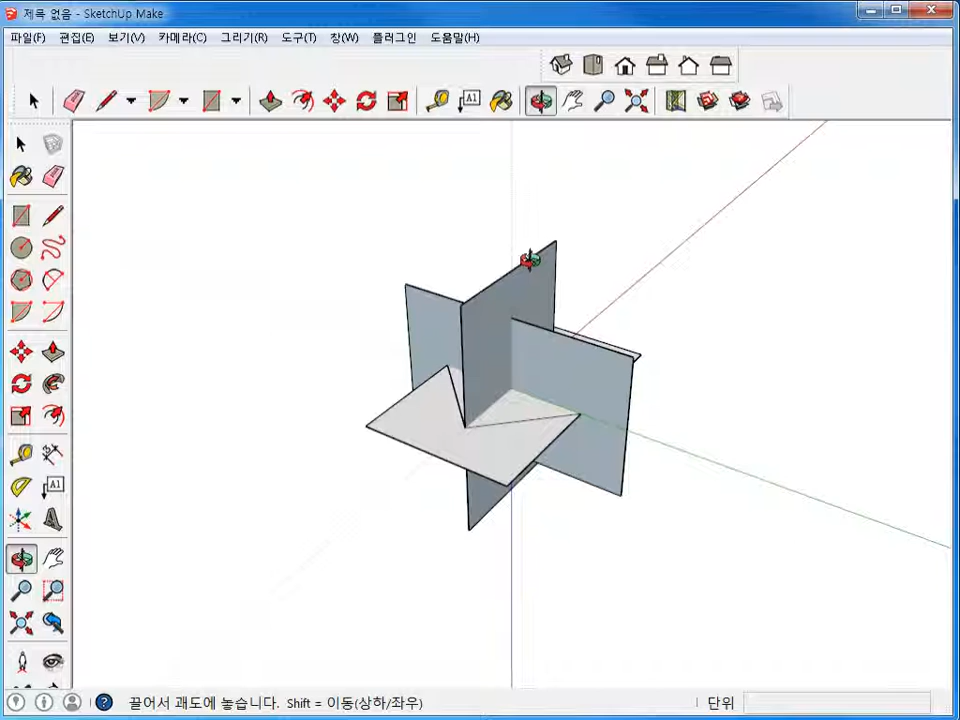 제목 없음 - SketchUp Make
파일(F) 편집(E) 보기(V) 카메라(C) 그리기(R) 도구(T) 창(W) 플러그인 도움말(H)
A1
A1
끌어서 궤도에 놓습니다. Shift = 이동(상하/좌우)
단위